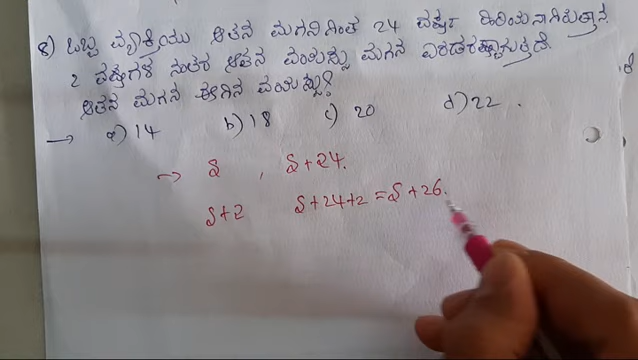 8) ಒಬ್ಬ ವ್ಯಕ್ತಿಯು ಆತನ ಮಗನಿಗಿಂತ 24 ವರ್ಷ ಹಿರಿಯನಾಗಿರುತ್ತಾನೆ.
2 ವರ್ಷಗಳ ನಂತರ ಆತನ ವಯಸ್ಸು ಮಗನ ಎರಡರಷ್ಟಾಗುತ್ತದೆ.
ಆತನ ಮಗನ ಈಗಿನ ವಯಸ್ಸು?
→ a) 14 b) 18 c) 20 d) 22.
→ S , S+24.
S+2 S+24+2 = S+26.